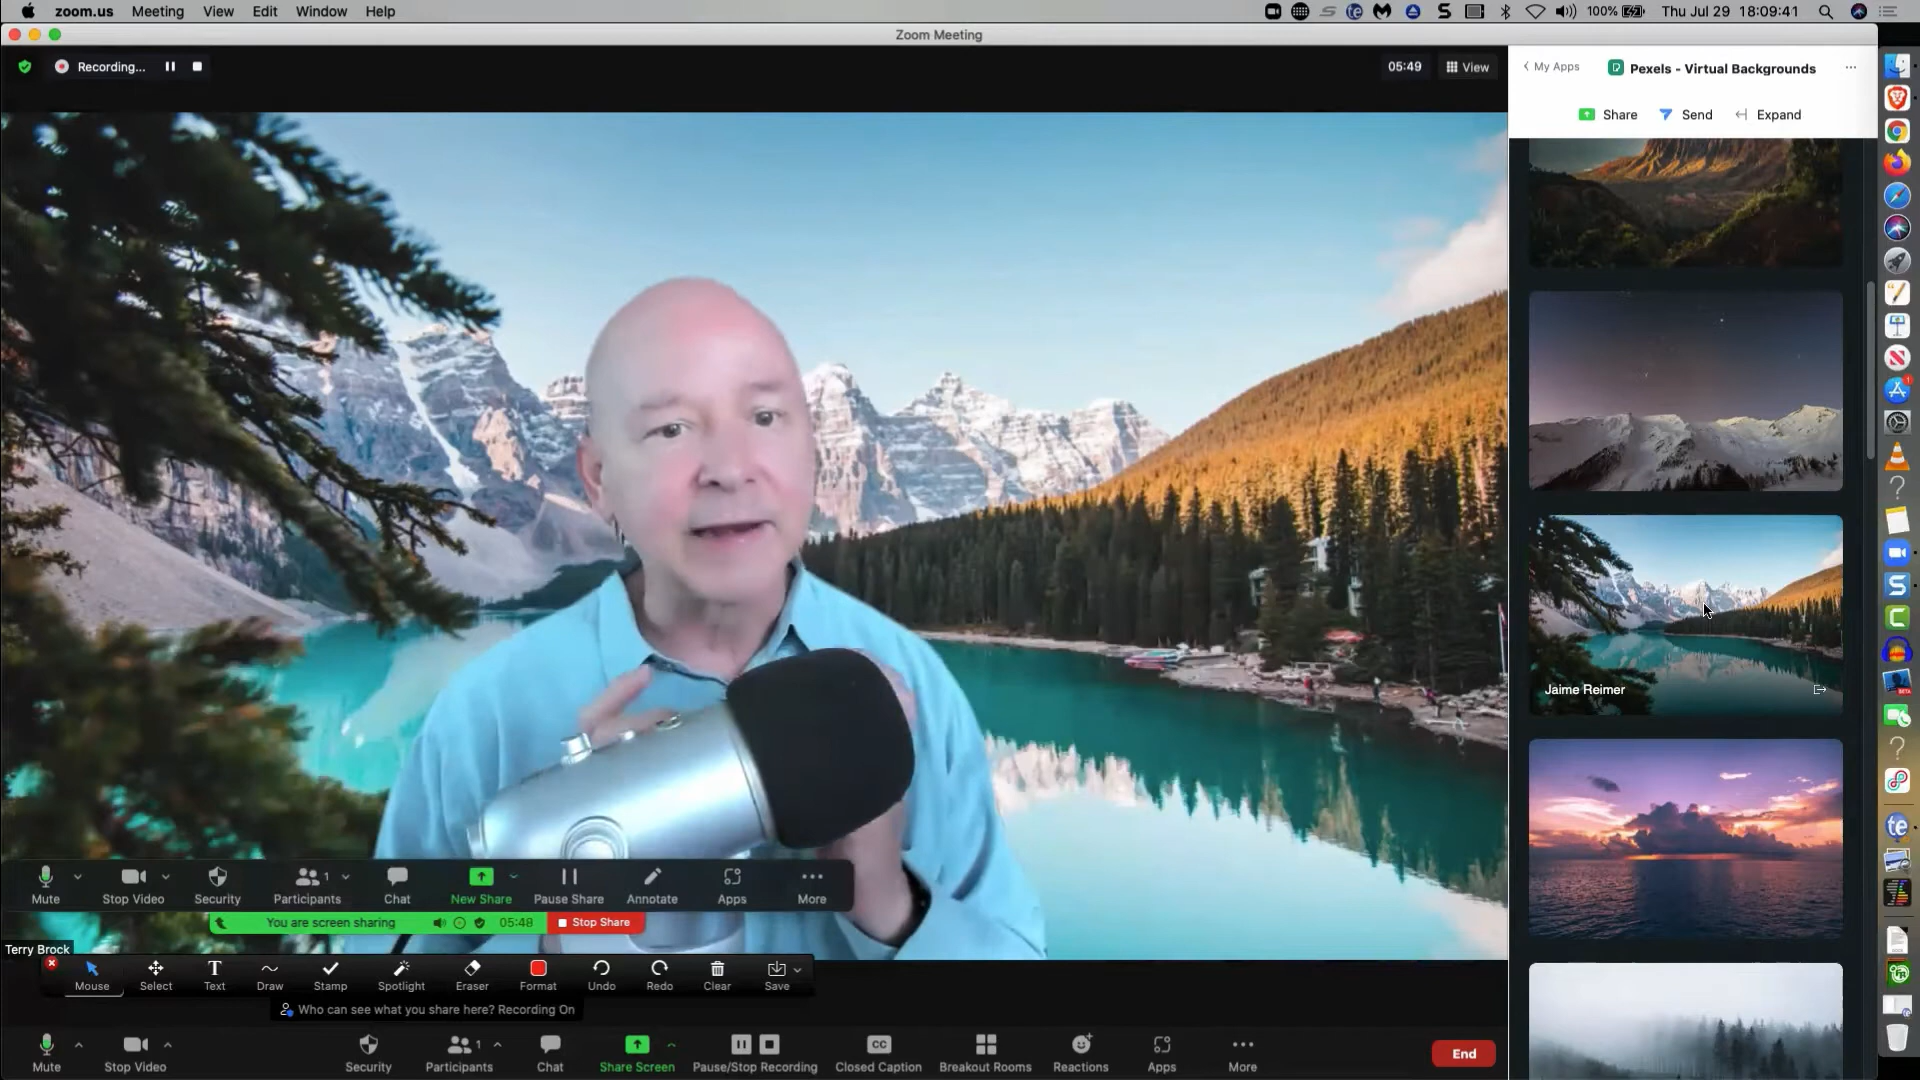 zoom.us Meeting View Edit Window Help
100% Thu Jul 29 18:09:41
Zoom Meeting
Recording...
05:49
View
My Apps
Pexels - Virtual Backgrounds
Share
Send
Expand
Jaime Reimer
Mute
Stop Video
Security
Participants
1
Chat
New Share
Pause Share
Annotate
Apps
More
You are screen sharing
05:48
Stop Share
Terry Brock
Mouse
Select
Text
Draw
Stamp
Spotlight
Eraser
Format
Undo
Redo
Clear
Save
Who can see what you share here? Recording On
Mute
Stop Video
Security
Participants
1
Chat
Share Screen
Pause/Stop Recording
CC
Closed Caption
Breakout Rooms
Reactions
Apps
More
End